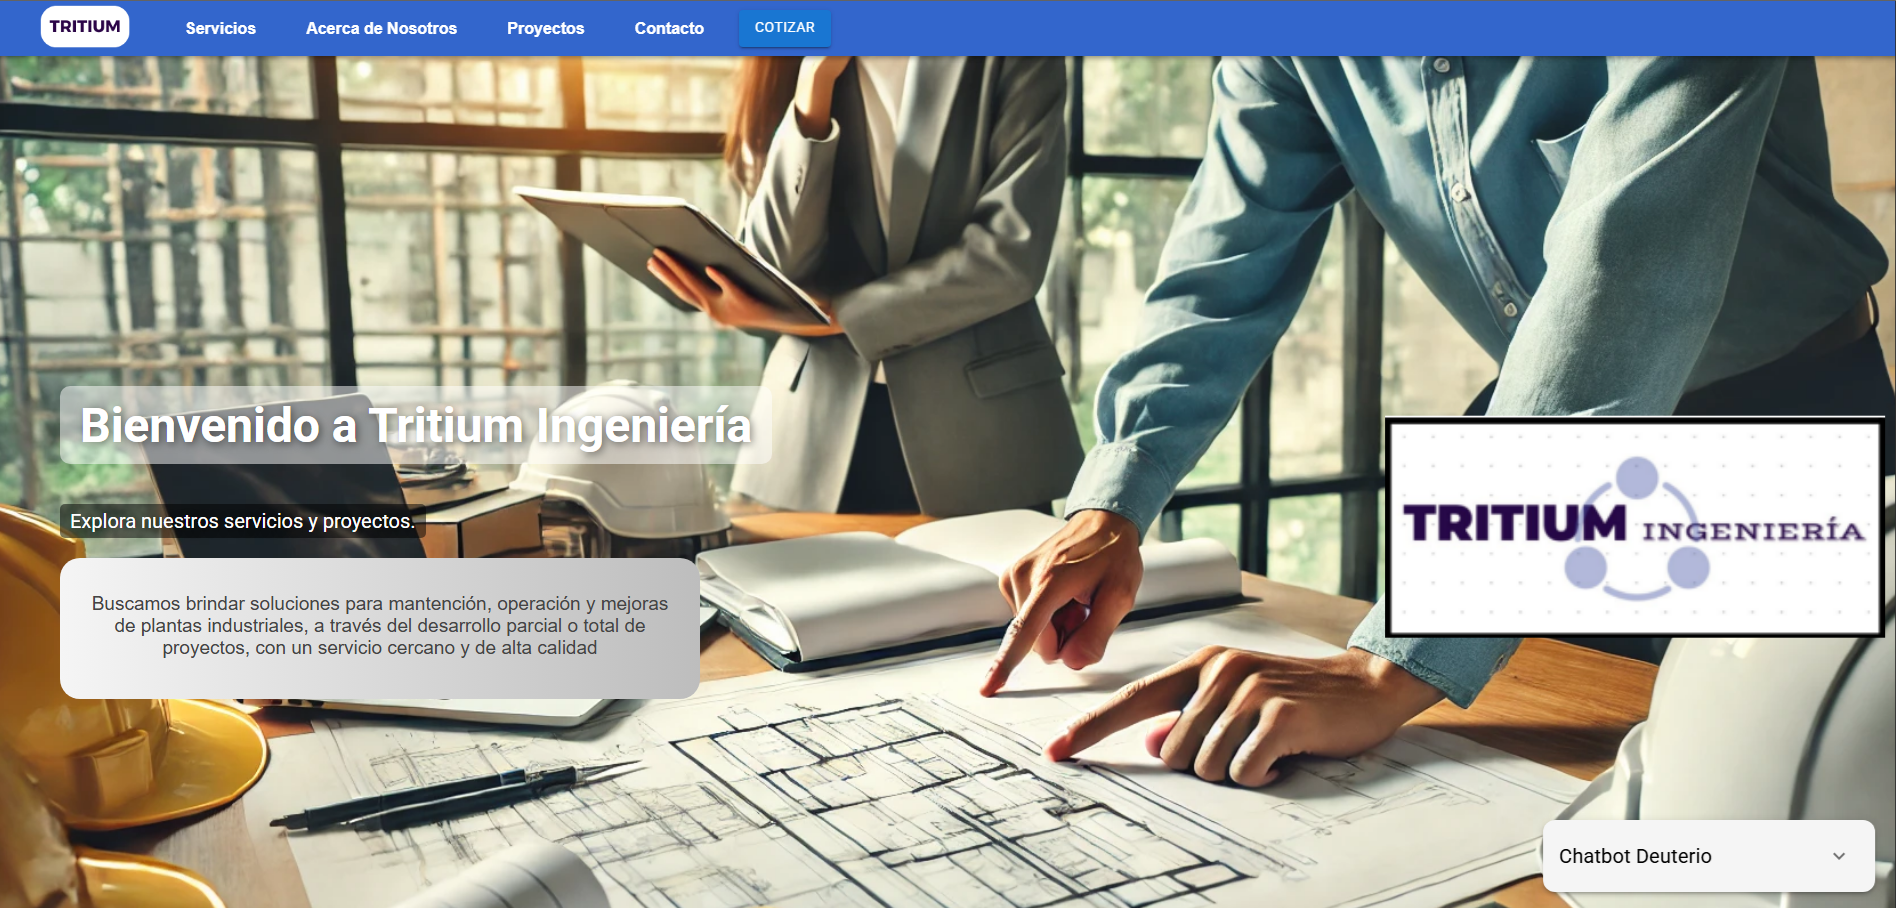 TRITIUM
Servicios
Acerca de Nosotros
Proyectos
Contacto
COTIZAR
Bienvenido a Tritium Ingeniería
Explora nuestros servicios y proyectos.
Buscamos brindar soluciones para mantención, operación y mejoras
de plantas industriales, a través del desarrollo parcial o total de
proyectos, con un servicio cercano y de alta calidad
TRITIUM INGENIERÍA
Chatbot Deuterio